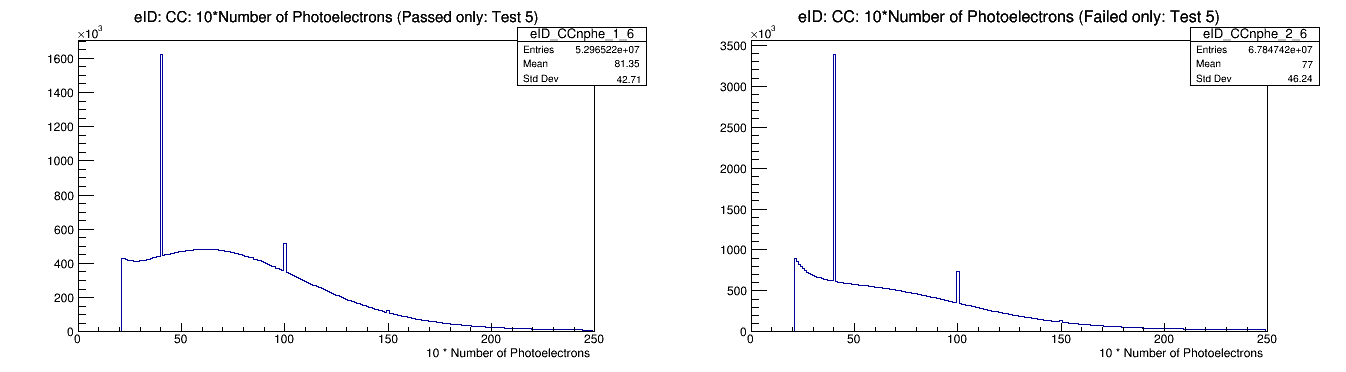 eID: CC: 10*Number of Photoelectrons (Passed only: Test 5)
×10³
eID_CCnphe_1_6
Entries 5.296522e+07
Mean 81.35
Std Dev 42.71
1600
1400
1200
1000
800
600
400
200
0
0 50 100 150 200 250
10 * Number of Photoelectrons
eID: CC: 10*Number of Photoelectrons (Failed only: Test 5)
×10³
eID_CCnphe_2_6
Entries 6.784742e+07
Mean 77
Std Dev 46.24
3500
3000
2500
2000
1500
1000
500
0
0 50 100 150 200 250
10 * Number of Photoelectrons